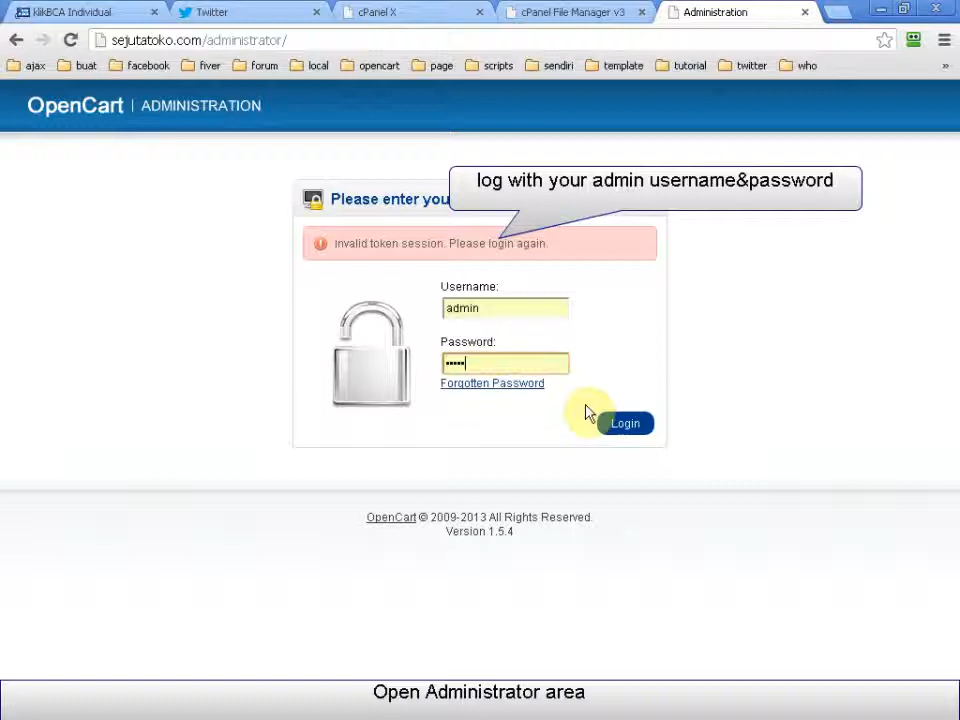 klikBCA Individual
Twitter
cPanel X
cPanel File Manager v3
Administration
sejutatoko.com/administrator/
ajax buat facebook fiver forum local opencart page scripts sendiri template tutorial twitter who »
OpenCart | ADMINISTRATION
log with your admin username&password
Please enter you
Invalid token session. Please login again.
Username:
admin
Password:
Forgotten Password
Login
OpenCart © 2009-2013 All Rights Reserved.
Version 1.5.4
Open Administrator area